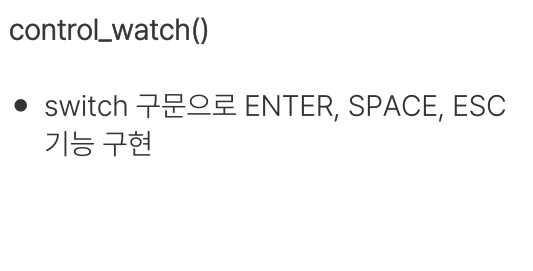 control_watch()
● switch 구문으로 ENTER, SPACE, ESC
기능 구현